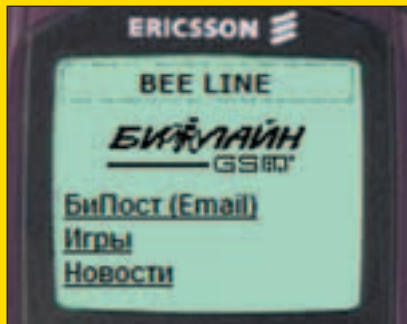 ERICSSON
BEE LINE
БИЛАЙН
GSM
БиПост (Email)
Игры
Новости